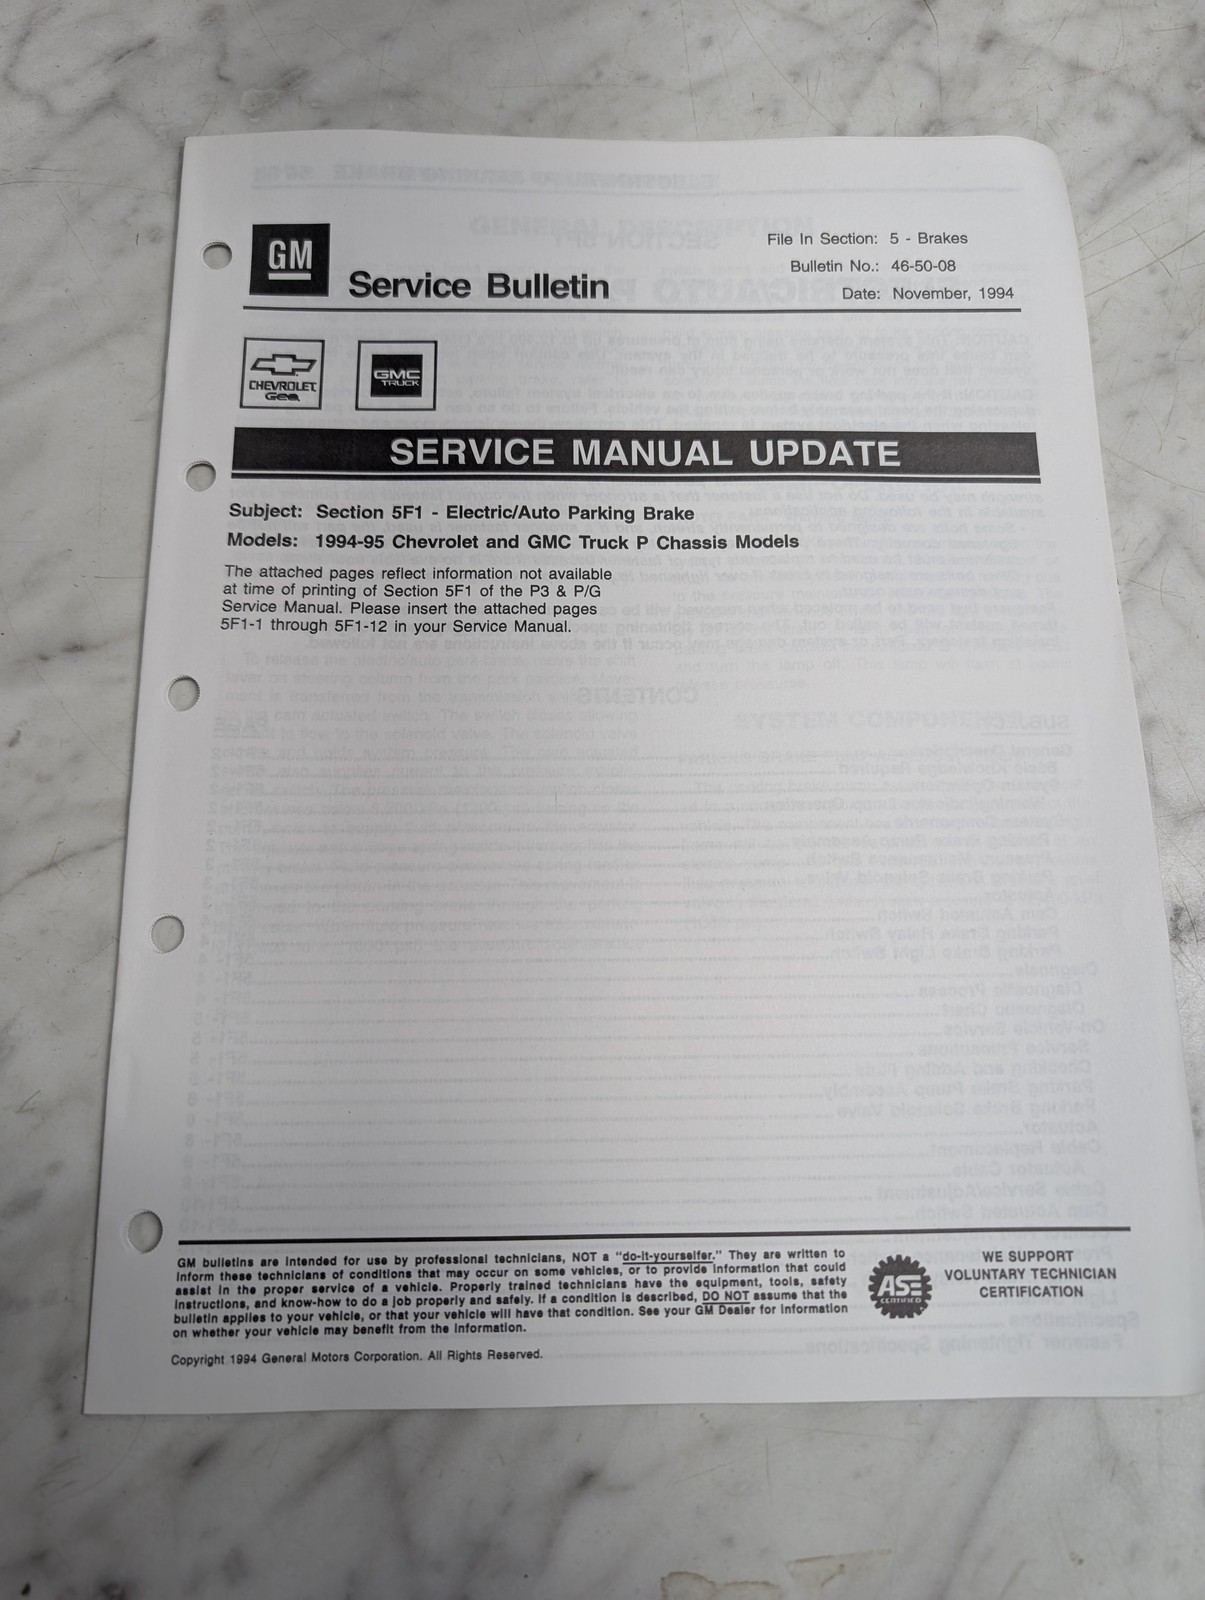 GM
Service Bulletin
File In Section: 5 - Brakes
Bulletin No.: 46-50-08
Date: November, 1994
CHEVROLET
Geo
GMC
TRUCK
SERVICE MANUAL UPDATE
Subject: Section 5F1 - Electric/Auto Parking Brake
Models: 1994-95 Chevrolet and GMC Truck P Chassis Models
The attached pages reflect information not available
at time of printing of Section 5F1 of the P3 & P/G
Service Manual. Please insert the attached pages
5F1-1 through 5F1-12 in your Service Manual.
GM bulletins are intended for use by professional technicians, NOT a "do-it-yourselfer." They are written to
inform these technicians of conditions that may occur on some vehicles, or to provide information that could
assist in the proper service of a vehicle. Properly trained technicians have the equipment, tools, safety
instructions, and know-how to do a job properly and safely. If a condition is described, DO NOT assume that the
bulletin applies to your vehicle, or that your vehicle will have that condition. See your GM Dealer for information
on whether your vehicle may benefit from the information.
ASE
CERTIFIED
WE SUPPORT
VOLUNTARY TECHNICIAN
CERTIFICATION
Copyright 1994 General Motors Corporation. All Rights Reserved.